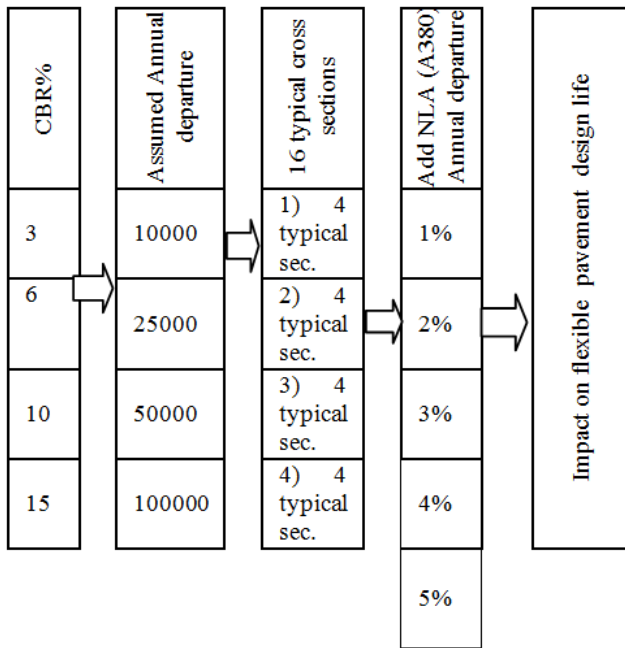 CBR%
3
6
10
15
Assumed Annual
departure
10000
25000
50000
100000
16 typical cross
sections
1) 4
typical
sec.
2) 4
typical
sec.
3) 4
typical
sec.
4) 4
typical
sec.
Add NLA (A380)
Annual departure
1%
2%
3%
4%
5%
Impact on flexible pavement design life